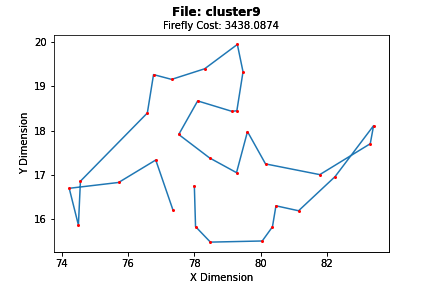 File: cluster9
Firefly Cost: 3438.0874
20
19
18
17
16
Y Dimension
74 76 78 80 82
X Dimension